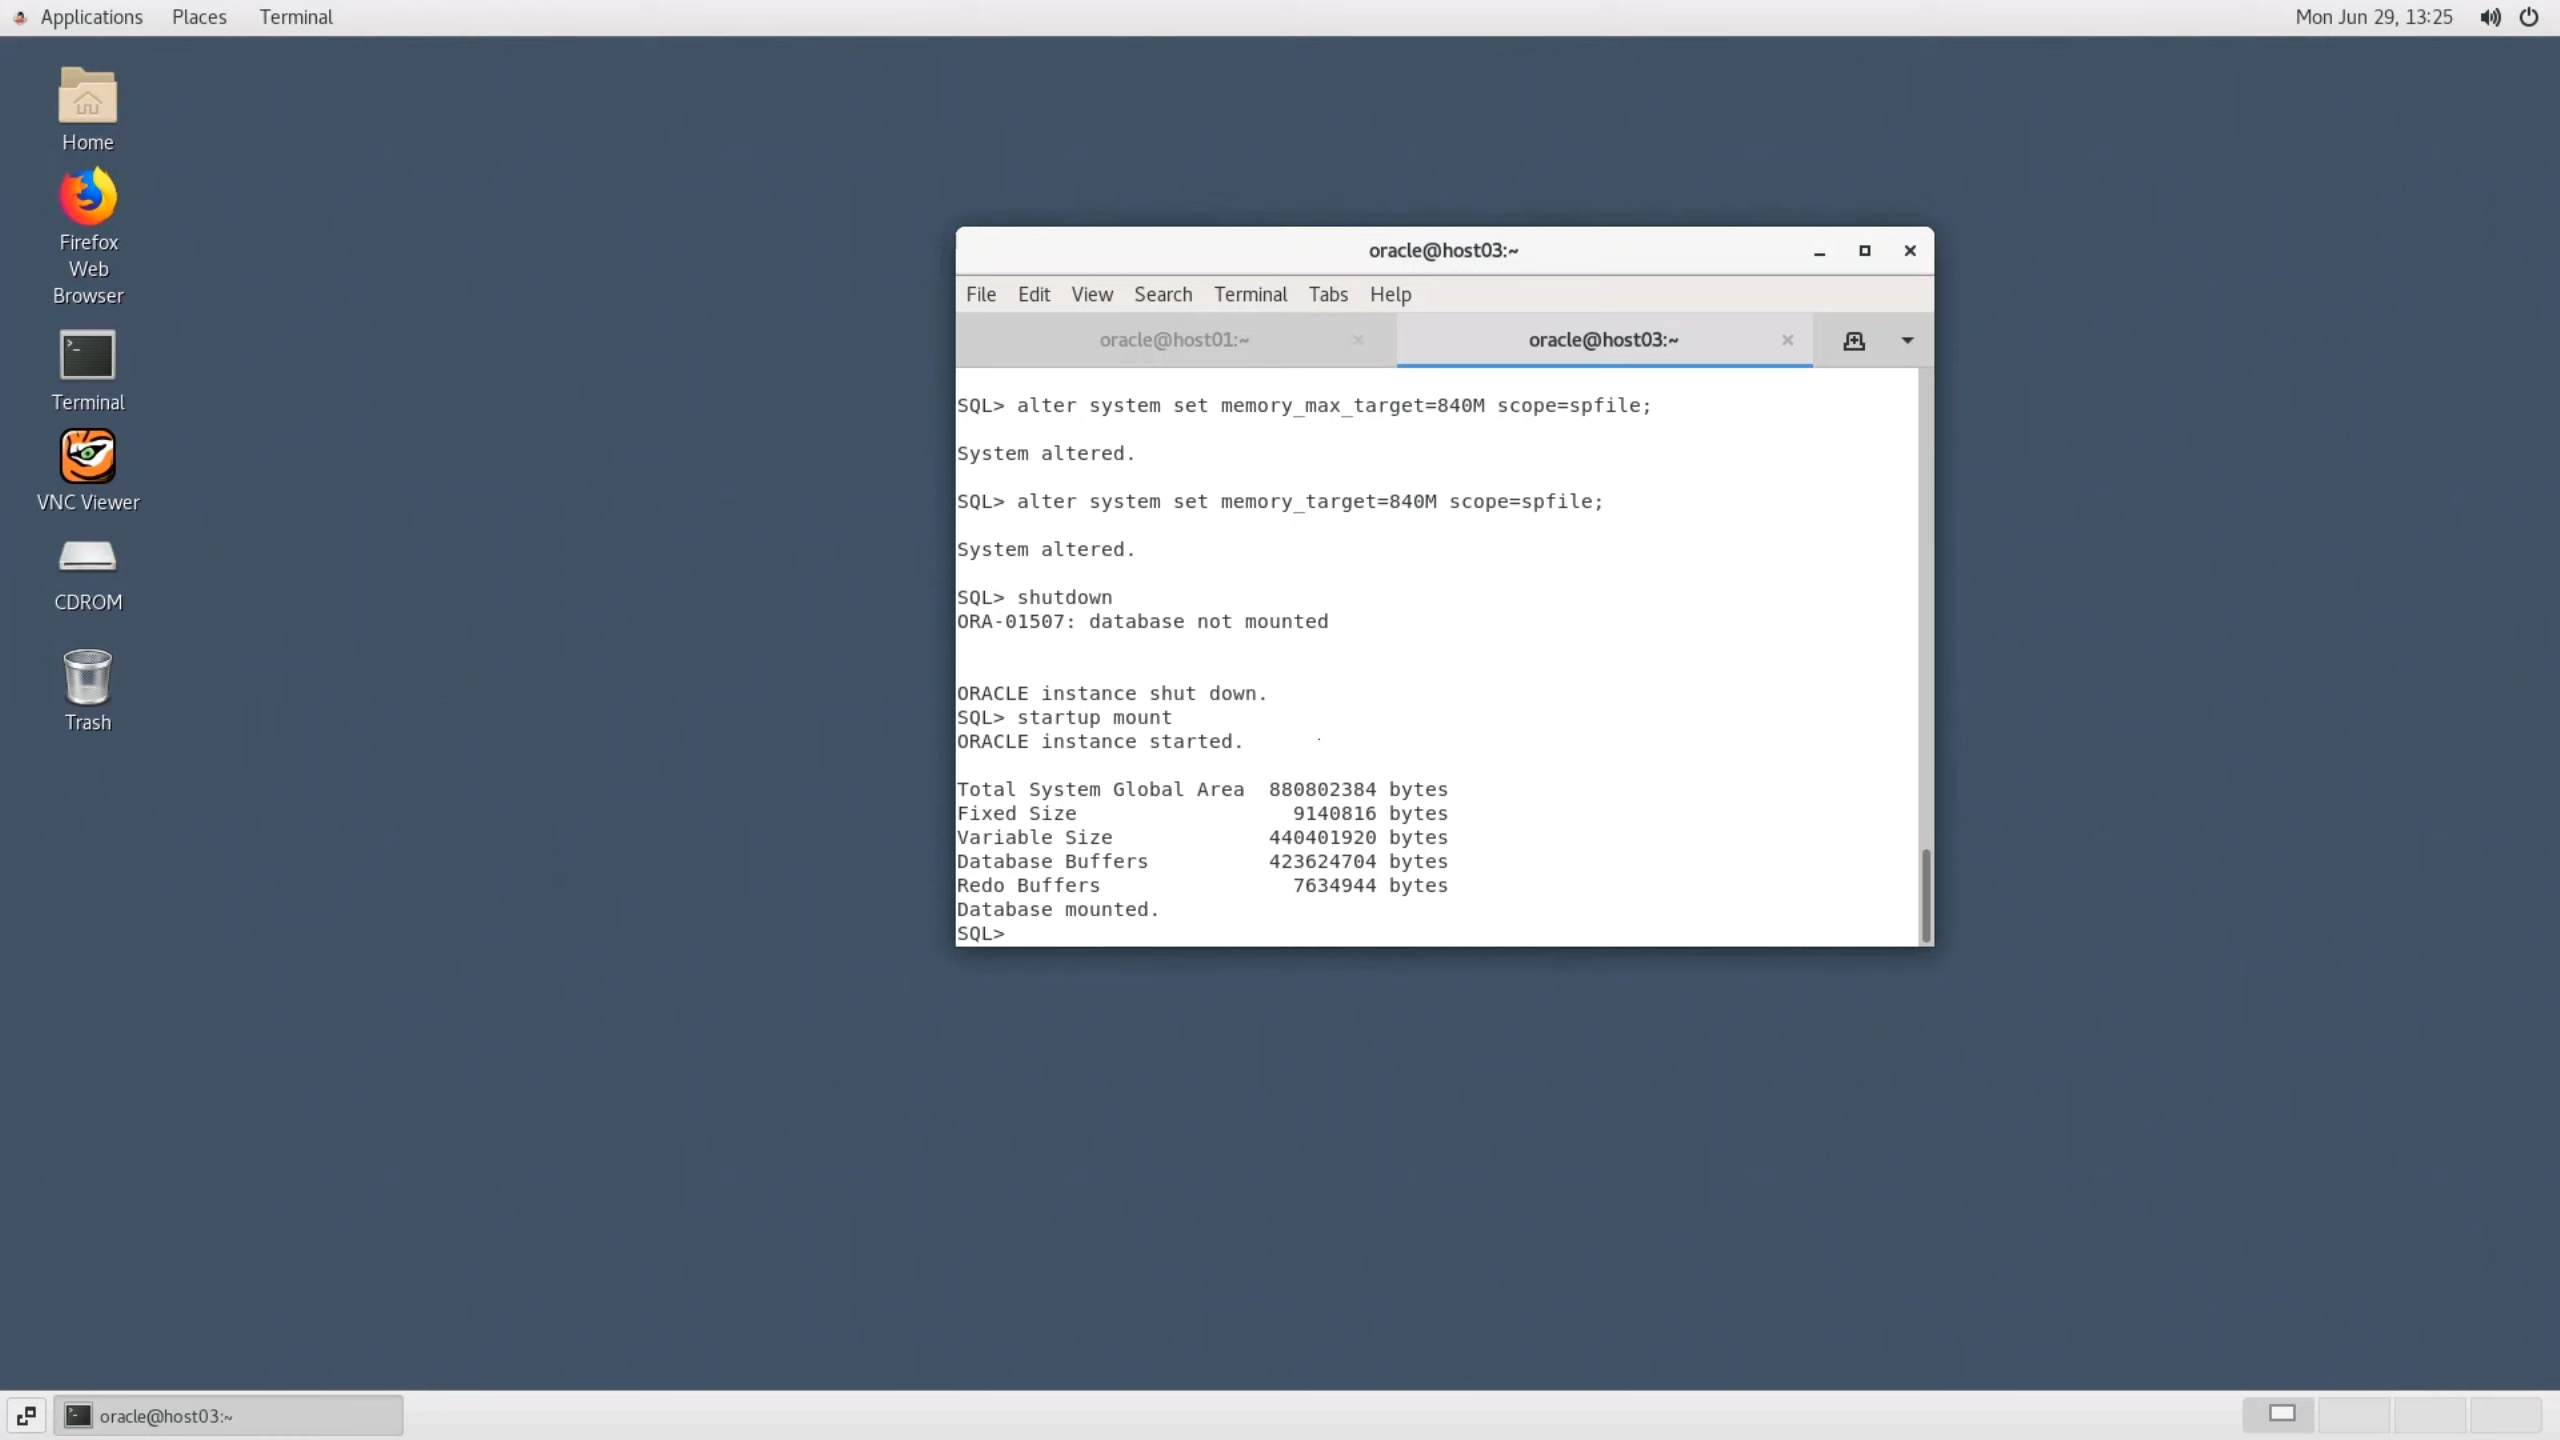 Applications Places Terminal Mon Jun 29, 13:25
Home
Firefox
Web
Browser
Terminal
VNC Viewer
CDROM
Trash
oracle@host03:~
File Edit View Search Terminal Tabs Help
oracle@host01:~ oracle@host03:~
SQL> alter system set memory_max_target=840M scope=spfile;
System altered.
SQL> alter system set memory_target=840M scope=spfile;
System altered.
SQL> shutdown
ORA-01507: database not mounted
ORACLE instance shut down.
SQL> startup mount
ORACLE instance started.
Total System Global Area  880802384 bytes
Fixed Size                  9140816 bytes
Variable Size             440401920 bytes
Database Buffers          423624704 bytes
Redo Buffers                7634944 bytes
Database mounted.
SQL>
oracle@host03:~